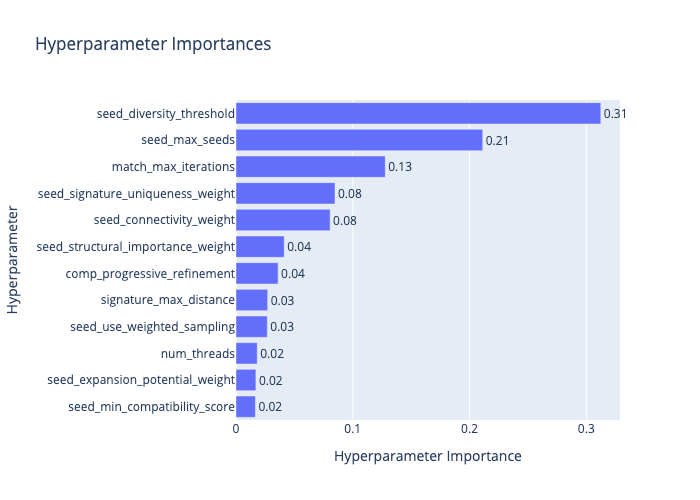 Hyperparameter Importances
Hyperparameter
seed_diversity_threshold 0.31
seed_max_seeds 0.21
match_max_iterations 0.13
seed_signature_uniqueness_weight 0.08
seed_connectivity_weight 0.08
seed_structural_importance_weight 0.04
comp_progressive_refinement 0.04
signature_max_distance 0.03
seed_use_weighted_sampling 0.03
num_threads 0.02
seed_expansion_potential_weight 0.02
seed_min_compatibility_score 0.02
0 0.1 0.2 0.3
Hyperparameter Importance